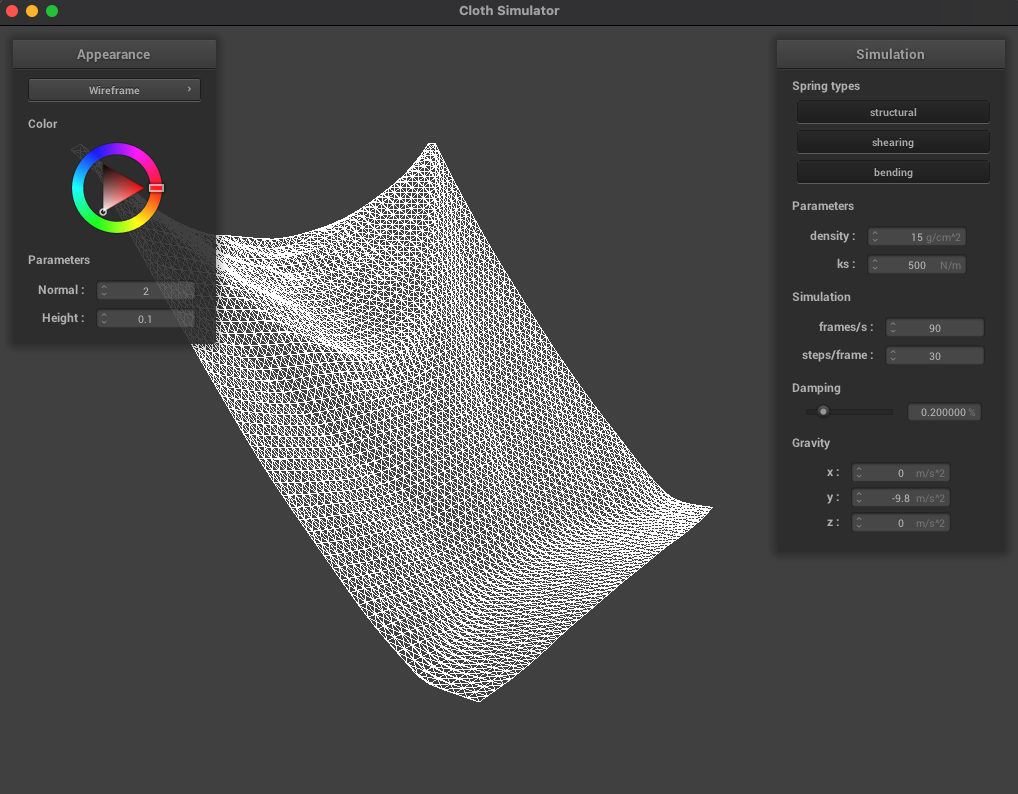 Cloth Simulator
Appearance
Wireframe
Color
Parameters
Normal : 2
Height : 0.1
Simulation
Spring types
structural
shearing
bending
Parameters
density : 15 g/cm^2
ks : 500 N/m
Simulation
frames/s : 90
steps/frame : 30
Damping
0.200000 %
Gravity
x : 0 m/s^2
y : -9.8 m/s^2
z : 0 m/s^2